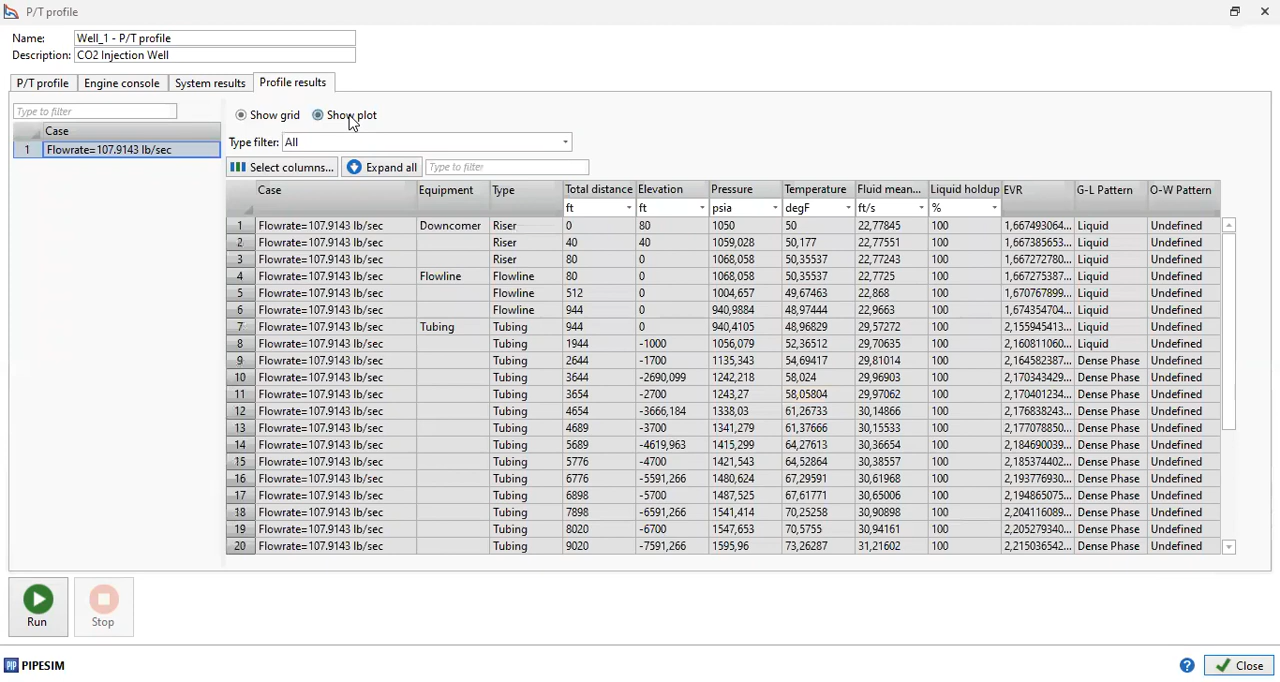 P/T profile
Name: Well_1 - P/T profile
Description: CO2 Injection Well
P/T profile Engine console System results Profile results
Type to filter
Case
1 Flowrate=107.9143 lb/sec
Show grid Show plot
Type filter: All
Select columns... Expand all Type to filter
Case Equipment Type Total distance Elevation Pressure Temperature Fluid mean... Liquid holdup EVR G-L Pattern O-W Pattern
ft ft psia degF ft/s %
1 Flowrate=107.9143 lb/sec Downcomer Riser 0 80 1050 50 22,77845 100 1,667493064... Liquid Undefined
2 Flowrate=107.9143 lb/sec Riser 40 40 1059,028 50,177 22,77551 100 1,667385653... Liquid Undefined
3 Flowrate=107.9143 lb/sec Riser 80 0 1068,058 50,35537 22,77243 100 1,667272780... Liquid Undefined
4 Flowrate=107.9143 lb/sec Flowline Flowline 80 0 1068,058 50,35537 22,7725 100 1,667275387... Liquid Undefined
5 Flowrate=107.9143 lb/sec Flowline 512 0 1004,657 49,67463 22,868 100 1,670767899... Liquid Undefined
6 Flowrate=107.9143 lb/sec Flowline 944 0 940,9884 48,97444 22,9663 100 1,674354704... Liquid Undefined
7 Flowrate=107.9143 lb/sec Tubing Tubing 944 0 940,4105 48,96829 29,57272 100 2,155945413... Liquid Undefined
8 Flowrate=107.9143 lb/sec Tubing 1944 -1000 1056,079 52,36512 29,70635 100 2,160811060... Liquid Undefined
9 Flowrate=107.9143 lb/sec Tubing 2644 -1700 1135,343 54,69417 29,81014 100 2,164582387... Dense Phase Undefined
10 Flowrate=107.9143 lb/sec Tubing 3644 -2690,099 1242,218 58,024 29,96903 100 2,170343429... Dense Phase Undefined
11 Flowrate=107.9143 lb/sec Tubing 3654 -2700 1243,27 58,05804 29,97062 100 2,170401234... Dense Phase Undefined
12 Flowrate=107.9143 lb/sec Tubing 4654 -3666,184 1338,03 61,26733 30,14866 100 2,176838243... Dense Phase Undefined
13 Flowrate=107.9143 lb/sec Tubing 4689 -3700 1341,279 61,37666 30,15533 100 2,177078850... Dense Phase Undefined
14 Flowrate=107.9143 lb/sec Tubing 5689 -4619,963 1415,299 64,27613 30,36654 100 2,184690039... Dense Phase Undefined
15 Flowrate=107.9143 lb/sec Tubing 5776 -4700 1421,543 64,52864 30,38557 100 2,185374402... Dense Phase Undefined
16 Flowrate=107.9143 lb/sec Tubing 6776 -5591,266 1480,624 67,29591 30,61968 100 2,193776930... Dense Phase Undefined
17 Flowrate=107.9143 lb/sec Tubing 6898 -5700 1487,525 67,61771 30,65006 100 2,194865075... Dense Phase Undefined
18 Flowrate=107.9143 lb/sec Tubing 7898 -6591,266 1541,414 70,25258 30,90898 100 2,204116089... Dense Phase Undefined
19 Flowrate=107.9143 lb/sec Tubing 8020 -6700 1547,653 70,5755 30,94161 100 2,205279340... Dense Phase Undefined
20 Flowrate=107.9143 lb/sec Tubing 9020 -7591,266 1595,96 73,26287 31,21602 100 2,215036542... Dense Phase Undefined
Run Stop
PIP PIPESIM ? Close